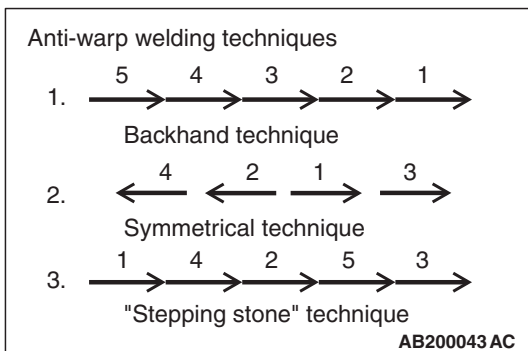 Anti-warp welding techniques
5 4 3 2 1
1.
Backhand technique
4 2 1 3
2.
Symmetrical technique
1 4 2 5 3
3.
"Stepping stone" technique
AB200043 AC